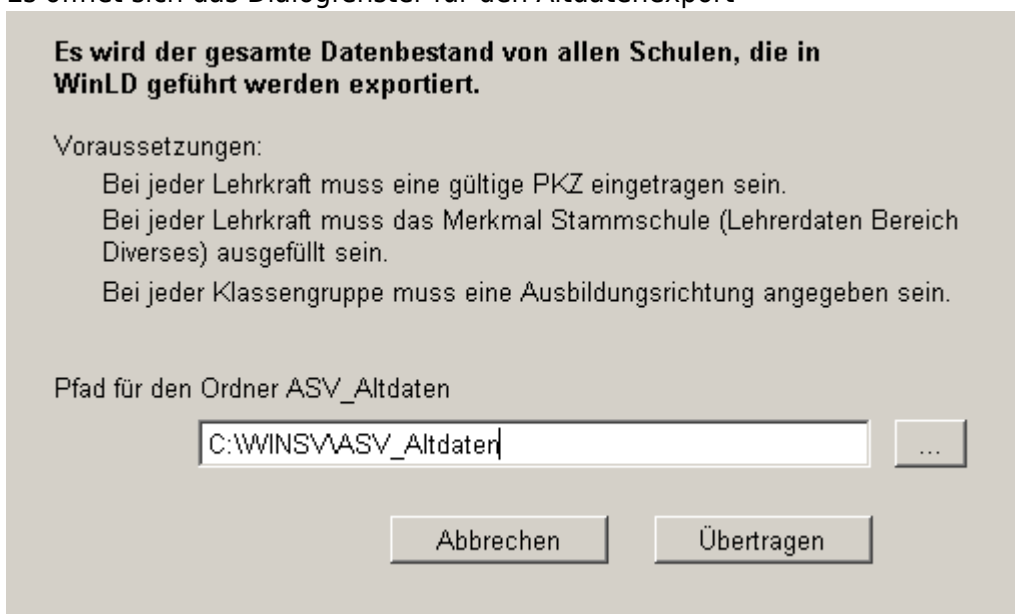 Es öffnet sich das Dialogfenster für den Altdatenexport
Es wird der gesamte Datenbestand von allen Schulen, die in
WinLD geführt werden exportiert.
Voraussetzungen:
Bei jeder Lehrkraft muss eine gültige PKZ eingetragen sein.
Bei jeder Lehrkraft muss das Merkmal Stammschule (Lehrerdaten Bereich
Diverses) ausgefüllt sein.
Bei jeder Klassengruppe muss eine Ausbildungsrichtung angegeben sein.
Pfad für den Ordner ASV_Altdaten
C:\WINSV\ASV_Altdaten
...
Abbrechen Übertragen